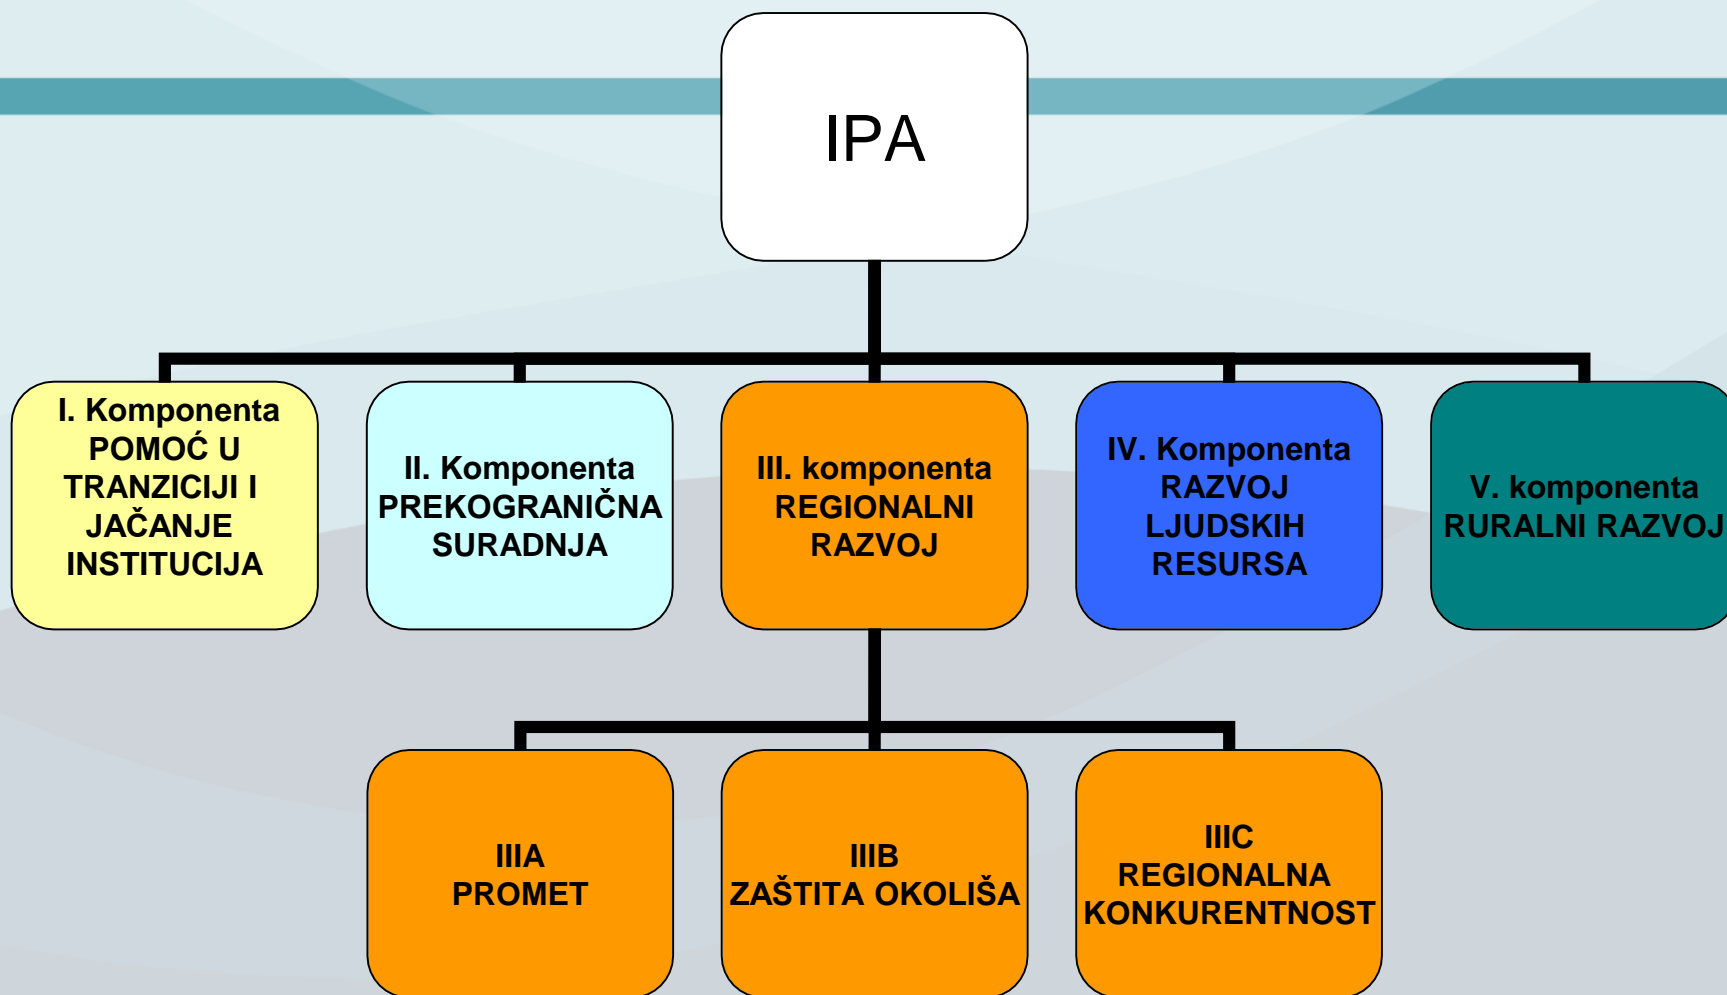 IPA
I. Komponenta
POMOĆ U
TRANZICIJI I
JAČANJE
INSTITUCIJA
II. Komponenta
PREKOGRANIČNA
SURADNJA
III. komponenta
REGIONALNI
RAZVOJ
IV. Komponenta
RAZVOJ
LJUDSKIH
RESURSA
V. komponenta
RURALNI RAZVOJ
IIIA
PROMET
IIIB
ZAŠTITA OKOLIŠA
IIIC
REGIONALNA
KONKURENTNOST